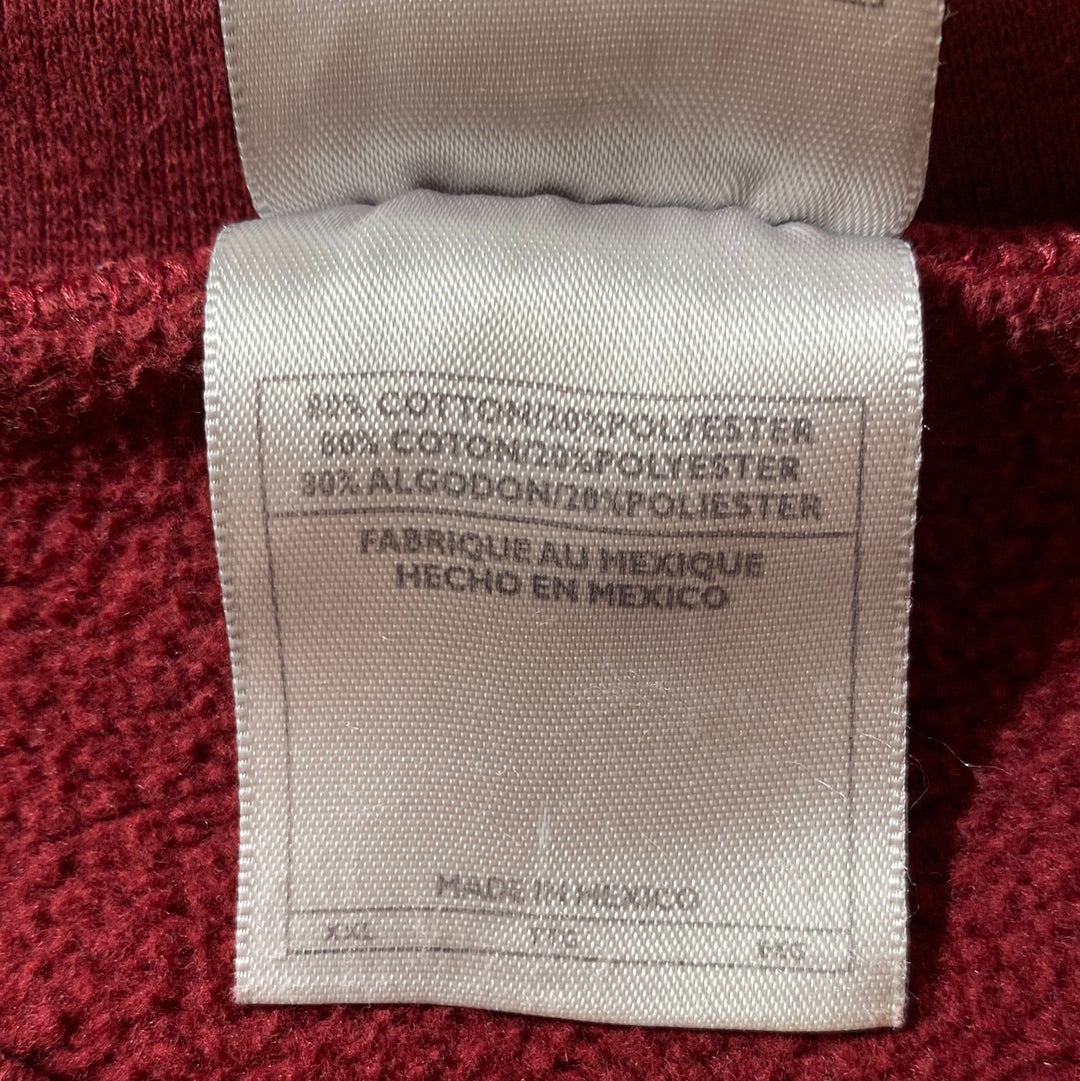 80% COTTON/20%POLYESTER
80% COTON/20%POLYESTER
80% ALGODON/20%POLIESTER
FABRIQUE AU MEXIQUE
HECHO EN MEXICO
MADE IN MEXICO
XXL TTG